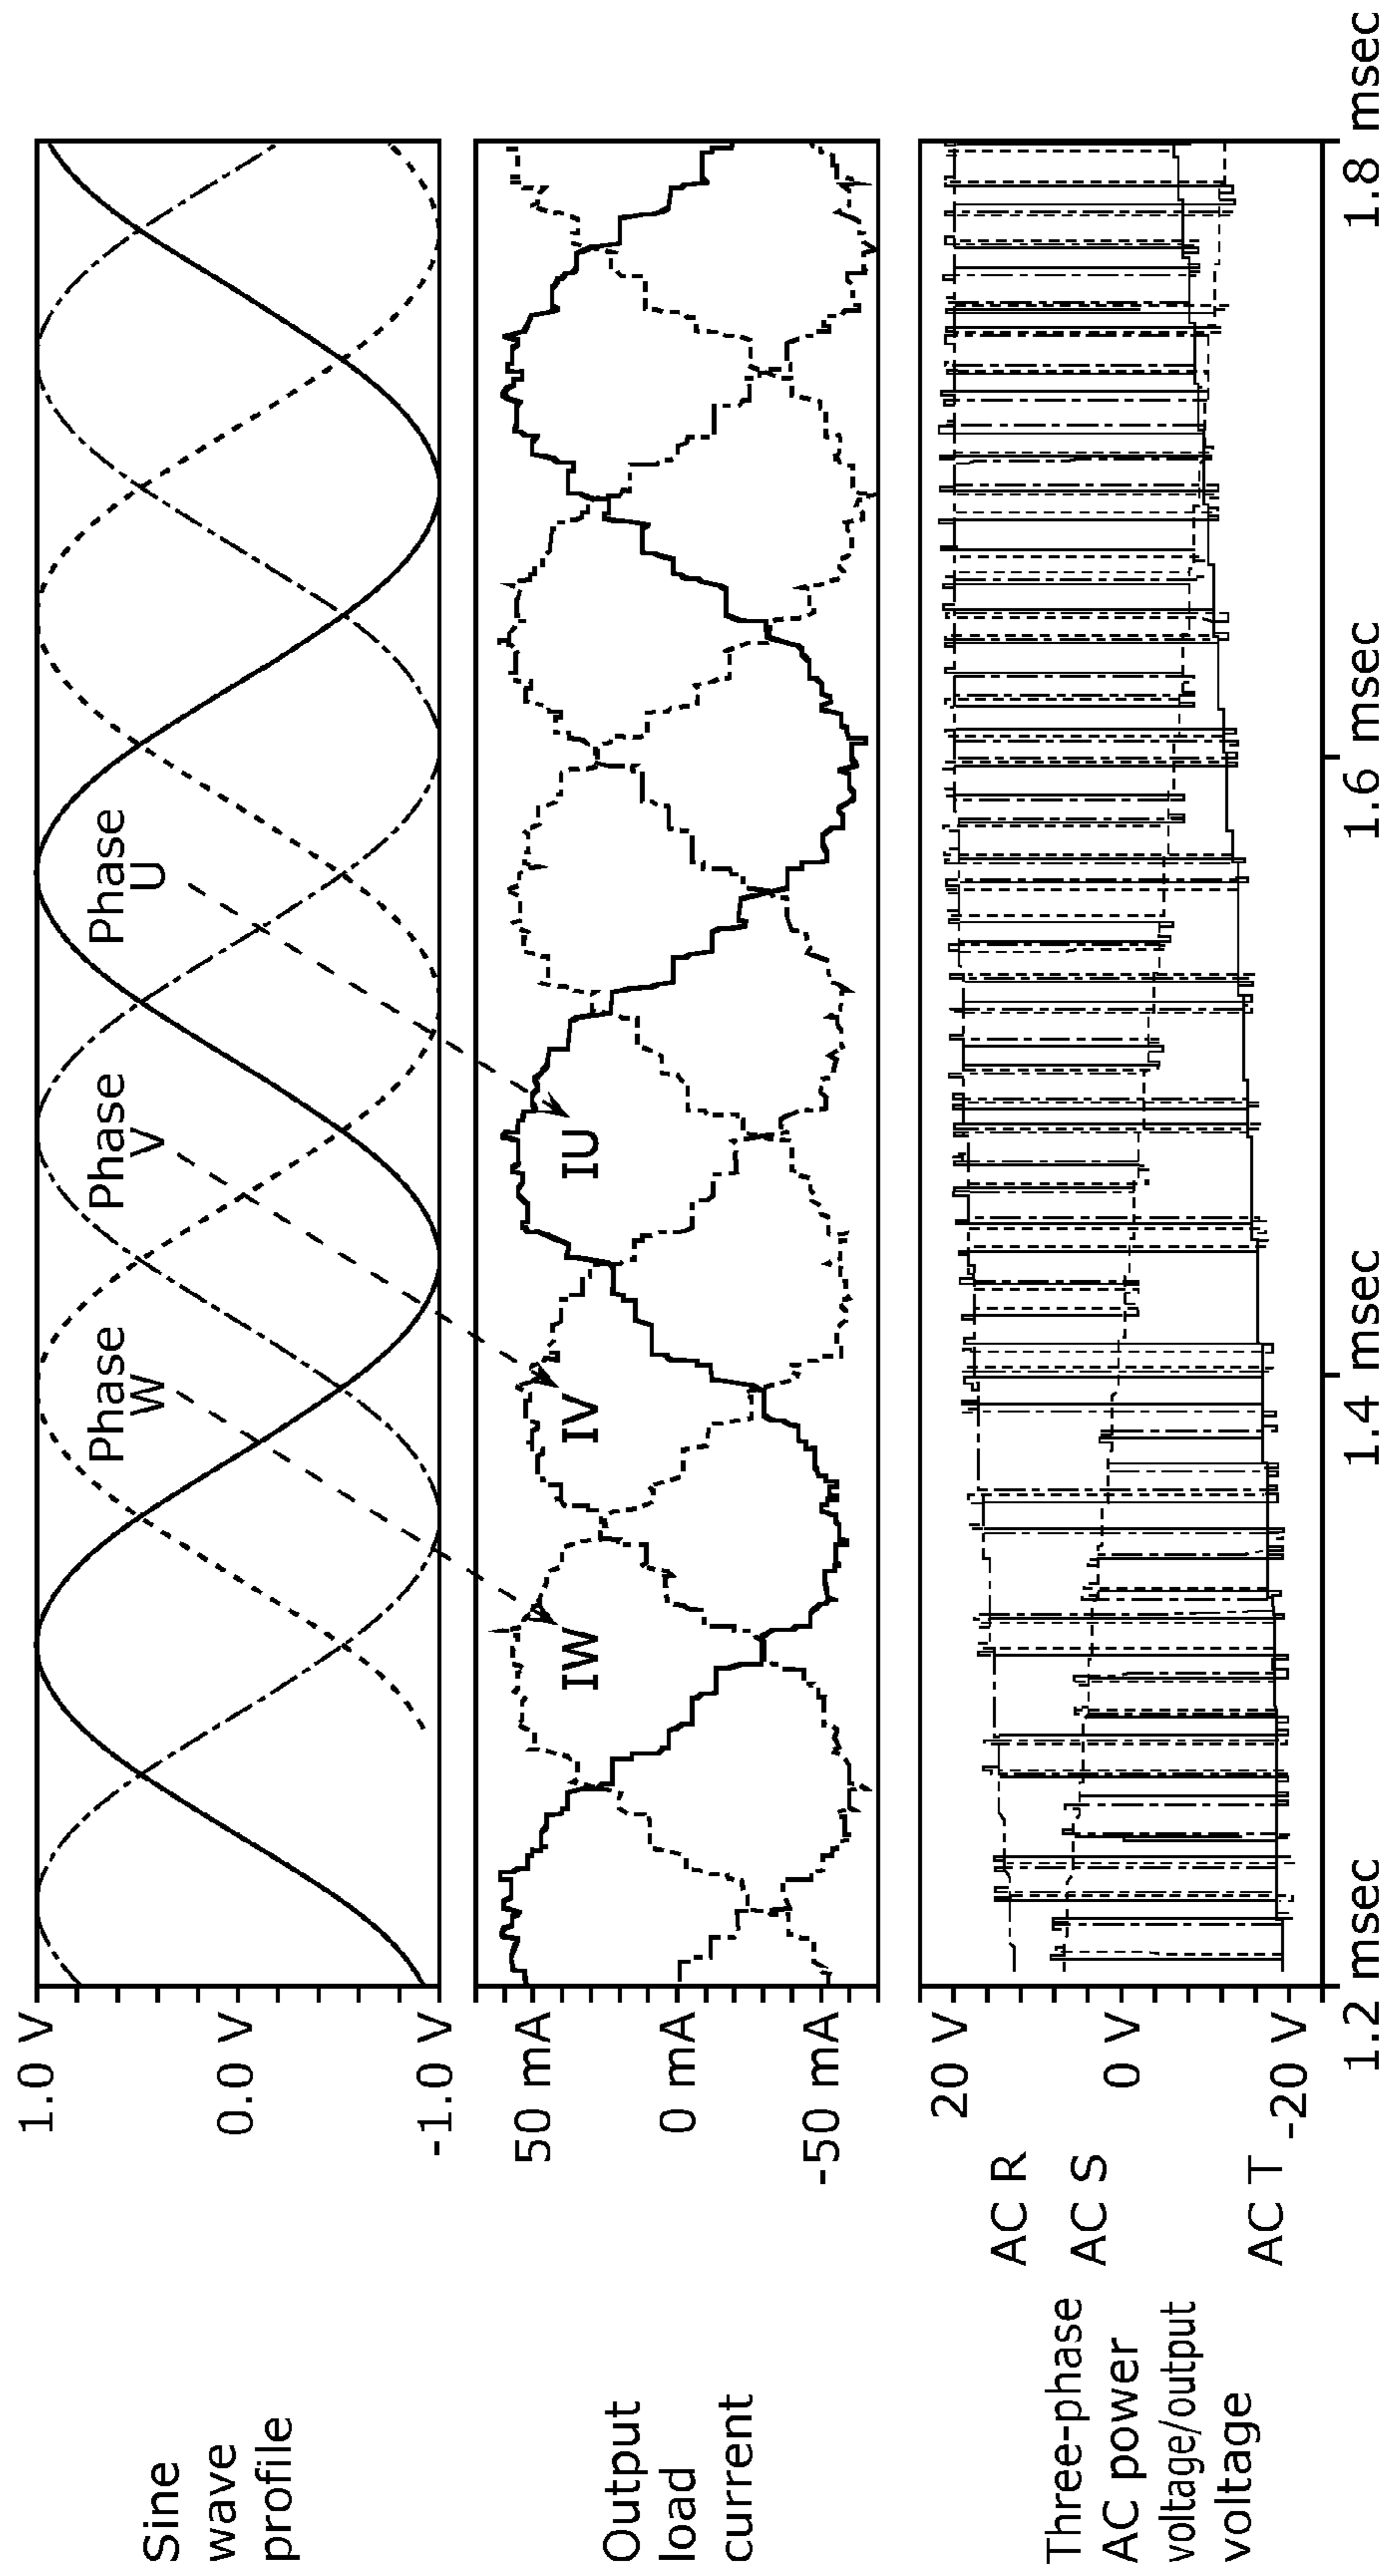 Sine
wave
profile
1.0 V
0.0 V
-1.0 V
Phase
W
Phase
V
Phase
U
Output
load
current
50 mA
0 mA
-50 mA
IW
IV
IU
Three-phase
AC power
voltage/output
voltage
AC R
AC S
AC T
20 V
0 V
-20 V
1.2 msec
1.4 msec
1.6 msec
1.8 msec